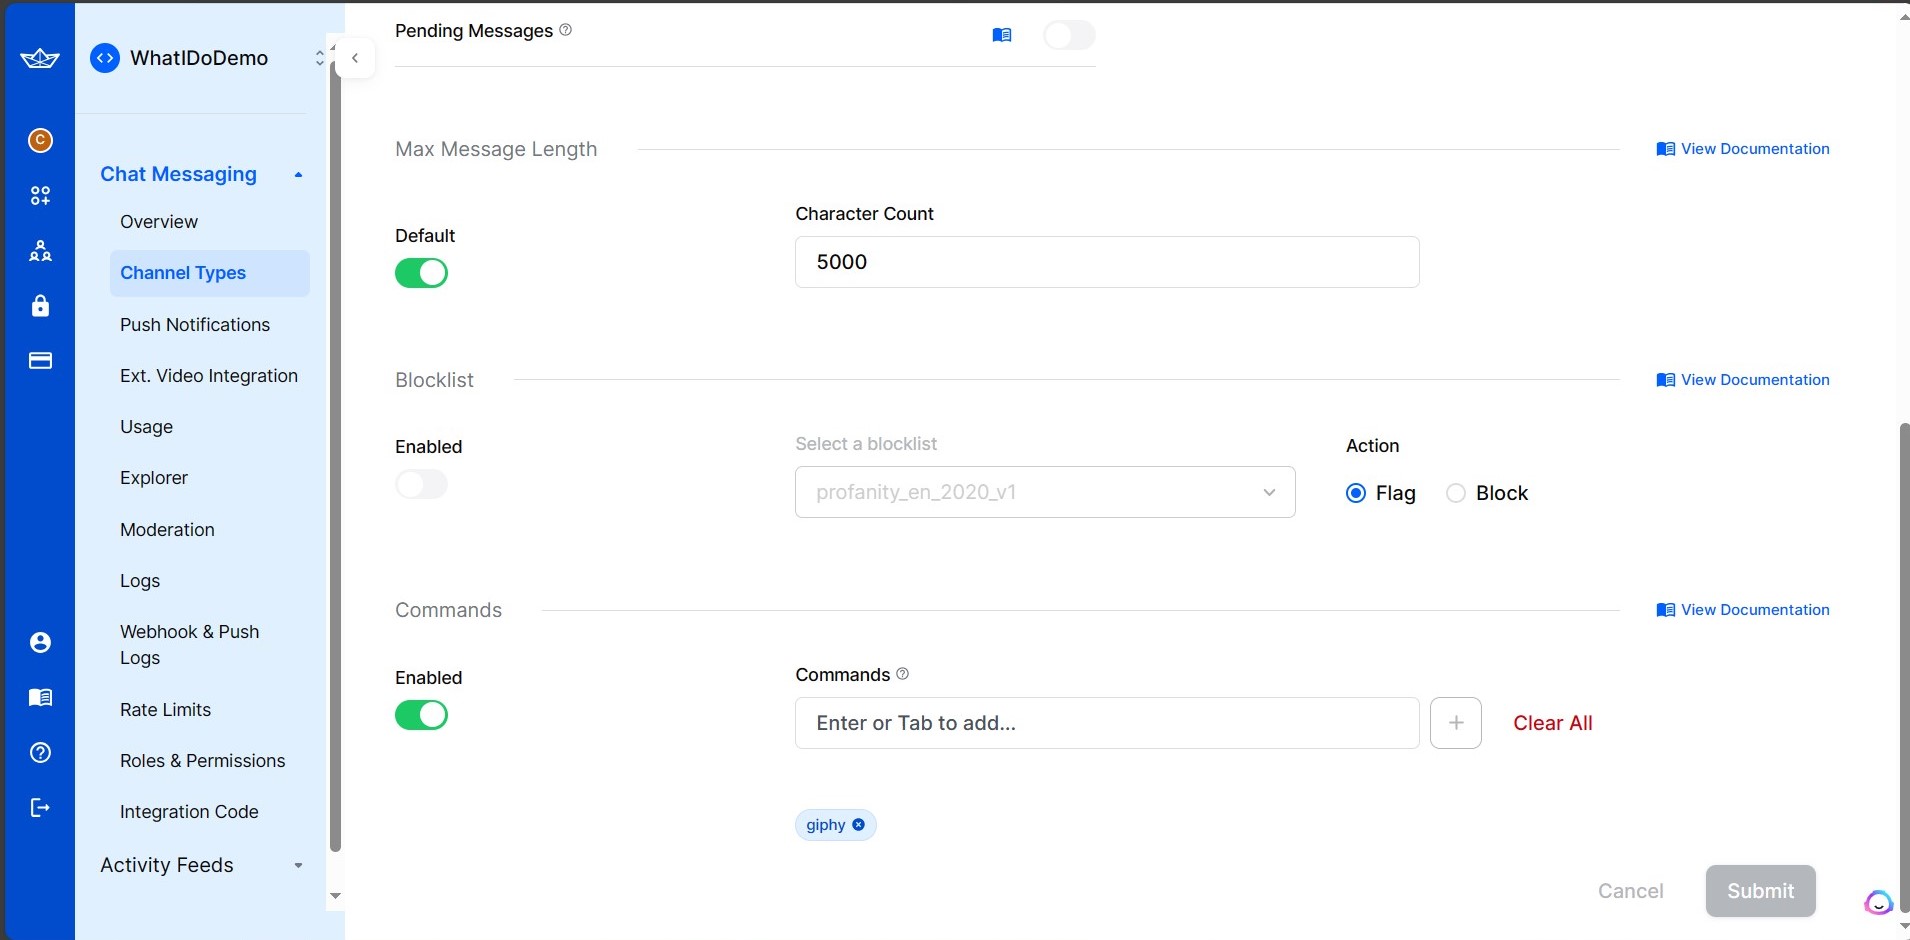 WhatIDoDemo
C
Chat Messaging
Overview
Channel Types
Push Notifications
Ext. Video Integration
Usage
Explorer
Moderation
Logs
Webhook & Push
Logs
Rate Limits
Roles & Permissions
Integration Code
Activity Feeds
Pending Messages
Max Message Length
View Documentation
Default
Character Count
5000
Blocklist
View Documentation
Enabled
Select a blocklist
profanity_en_2020_v1
Action
Flag
Block
Commands
View Documentation
Enabled
Commands
Enter or Tab to add...
Clear All
giphy
Cancel
Submit